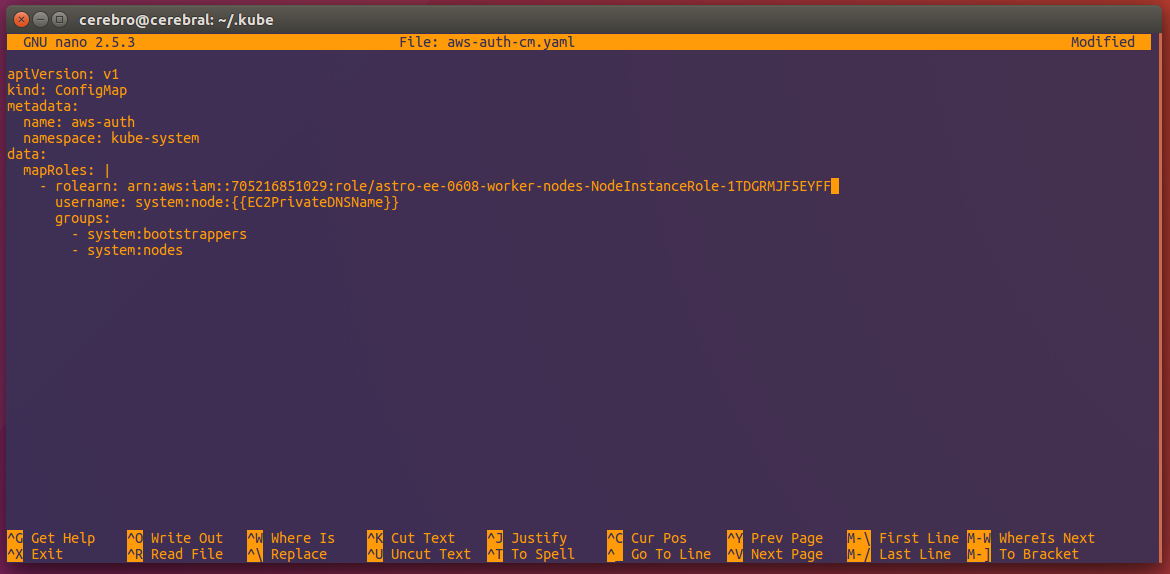 cerebro@cerebral: ~/.kube
GNU nano 2.5.3 File: aws-auth-cm.yaml Modified
apiVersion: v1
kind: ConfigMap
metadata:
  name: aws-auth
  namespace: kube-system
data:
  mapRoles: |
    - rolearn: arn:aws:iam::705216851029:role/astro-ee-0608-worker-nodes-NodeInstanceRole-1TDGRMJF5EYFF
      username: system:node:{{EC2PrivateDNSName}}
      groups:
        - system:bootstrappers
        - system:nodes
^G Get Help ^O Write Out ^W Where Is ^K Cut Text ^J Justify ^C Cur Pos ^Y Prev Page M-\ First Line M-W WhereIs Next
^X Exit ^R Read File ^\ Replace ^U Uncut Text ^T To Spell ^_ Go To Line ^V Next Page M-/ Last Line M-] To Bracket